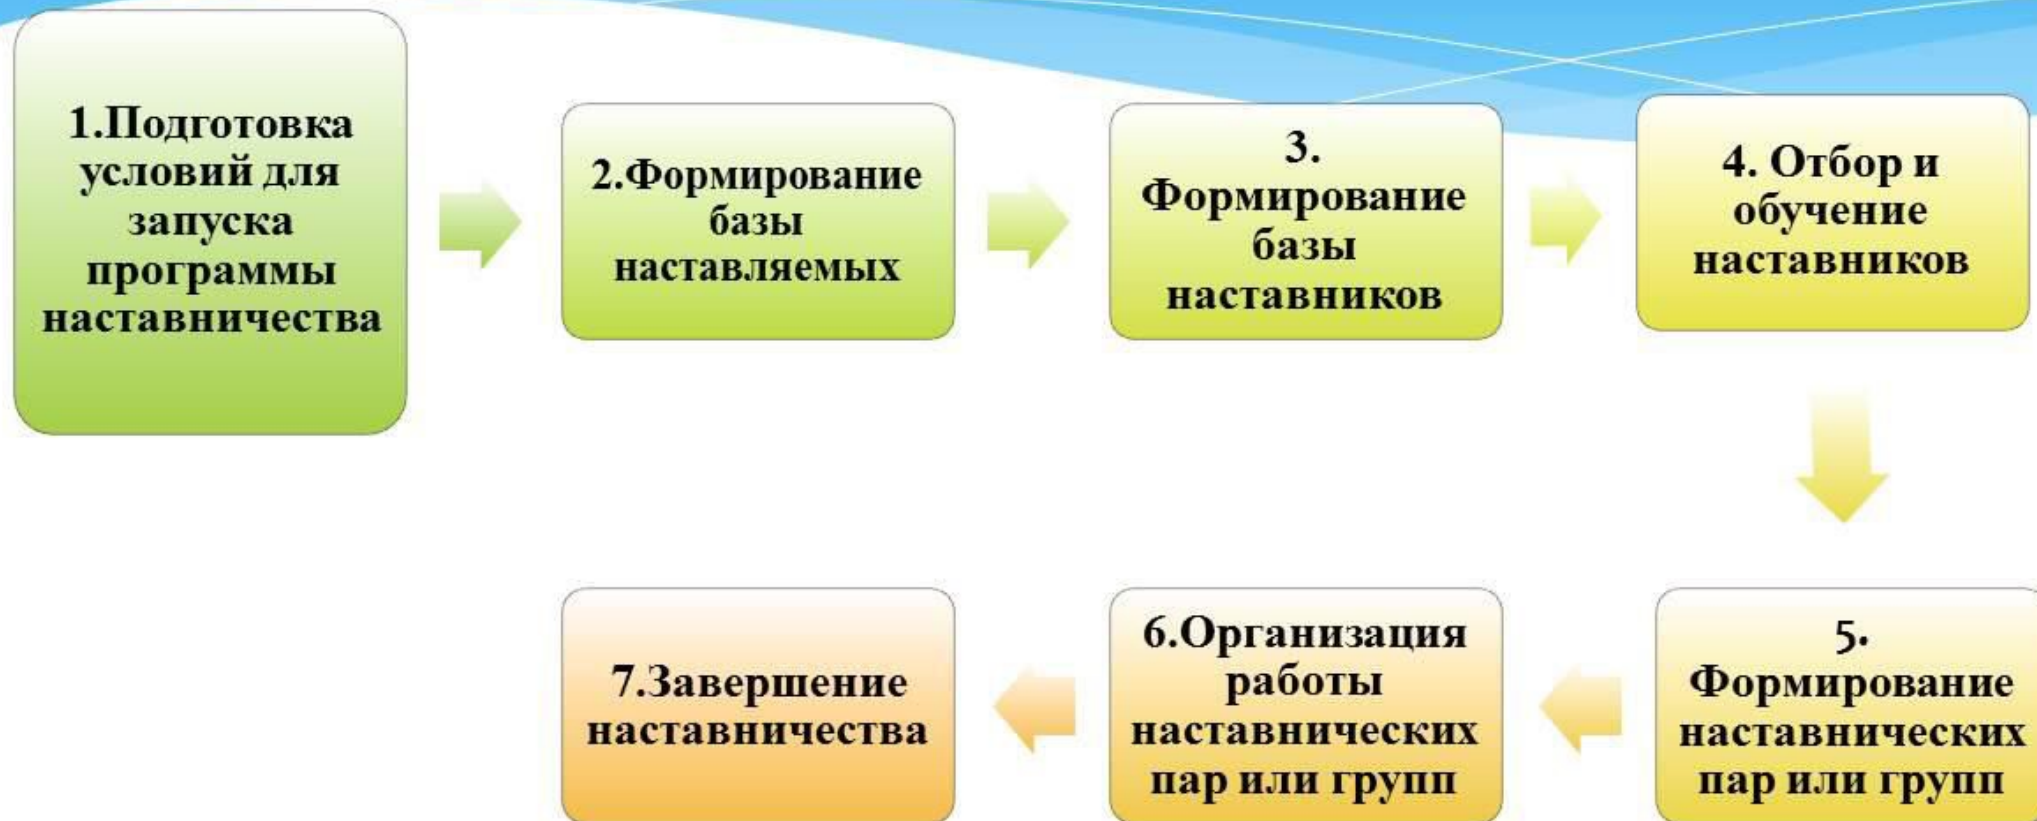 1.Подготовка
условий для
запуска
программы
наставничества
2.Формирование
базы
наставляемых
3.
Формирование
базы
наставников
4. Отбор и
обучение
наставников
5.
Формирование
наставнических
пар или групп
6.Организация
работы
наставнических
пар или групп
7.Завершение
наставничества